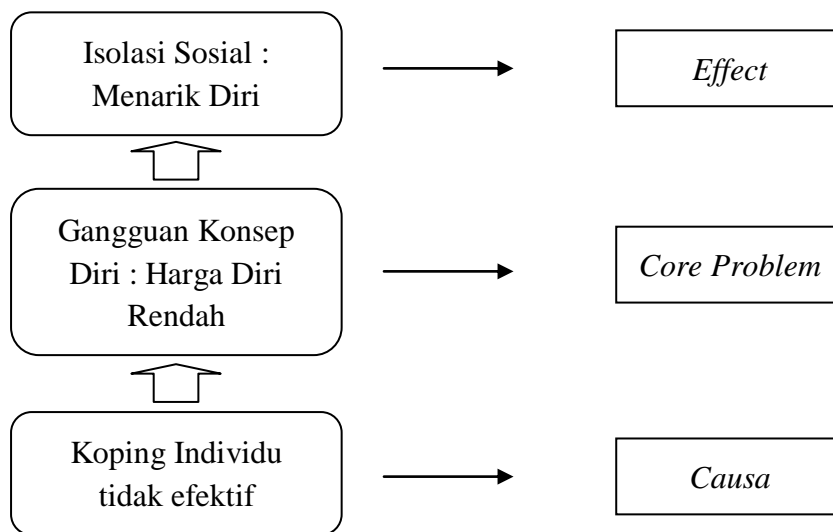 Isolasi Sosial :
Menarik Diri
Effect
Gangguan Konsep
Diri : Harga Diri
Rendah
Core Problem
Koping Individu
tidak efektif
Causa